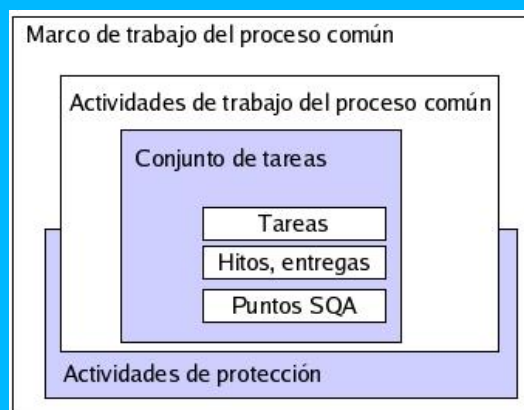 Marco de trabajo del proceso común
Actividades de trabajo del proceso común
Conjunto de tareas
Tareas
Hitos, entregas
Puntos SQA
Actividades de protección